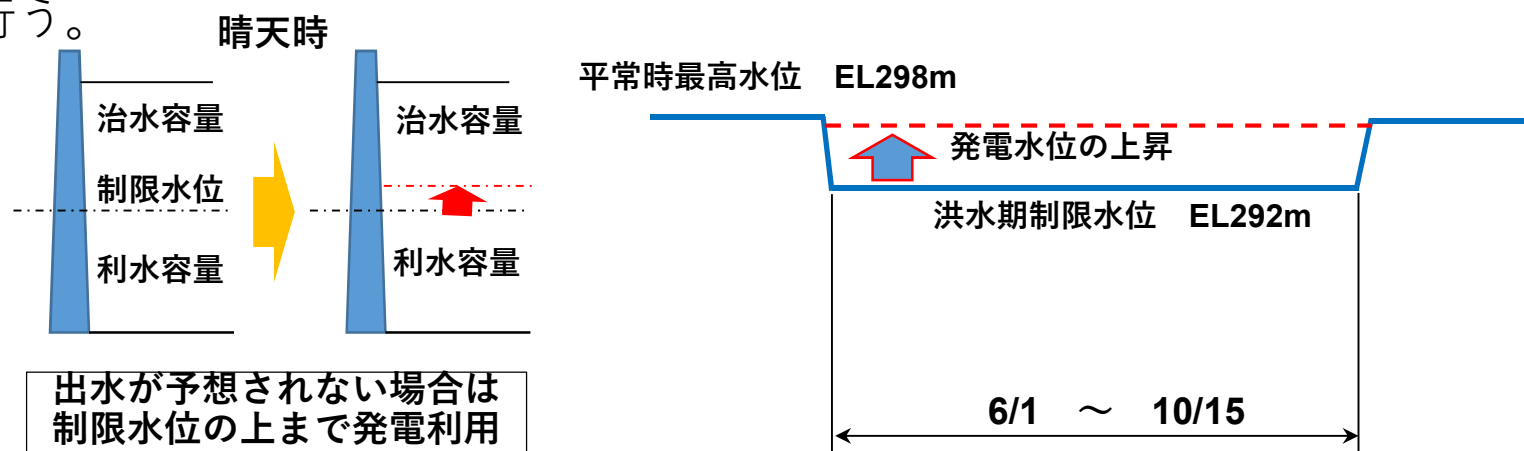 行う。
晴天時
治水容量
制限水位
利水容量
治水容量
利水容量
出水が予想されない場合は
制限水位の上まで発電利用
平常時最高水位 EL298m
発電水位の上昇
洪水期制限水位 EL292m
6/1 ～ 10/15